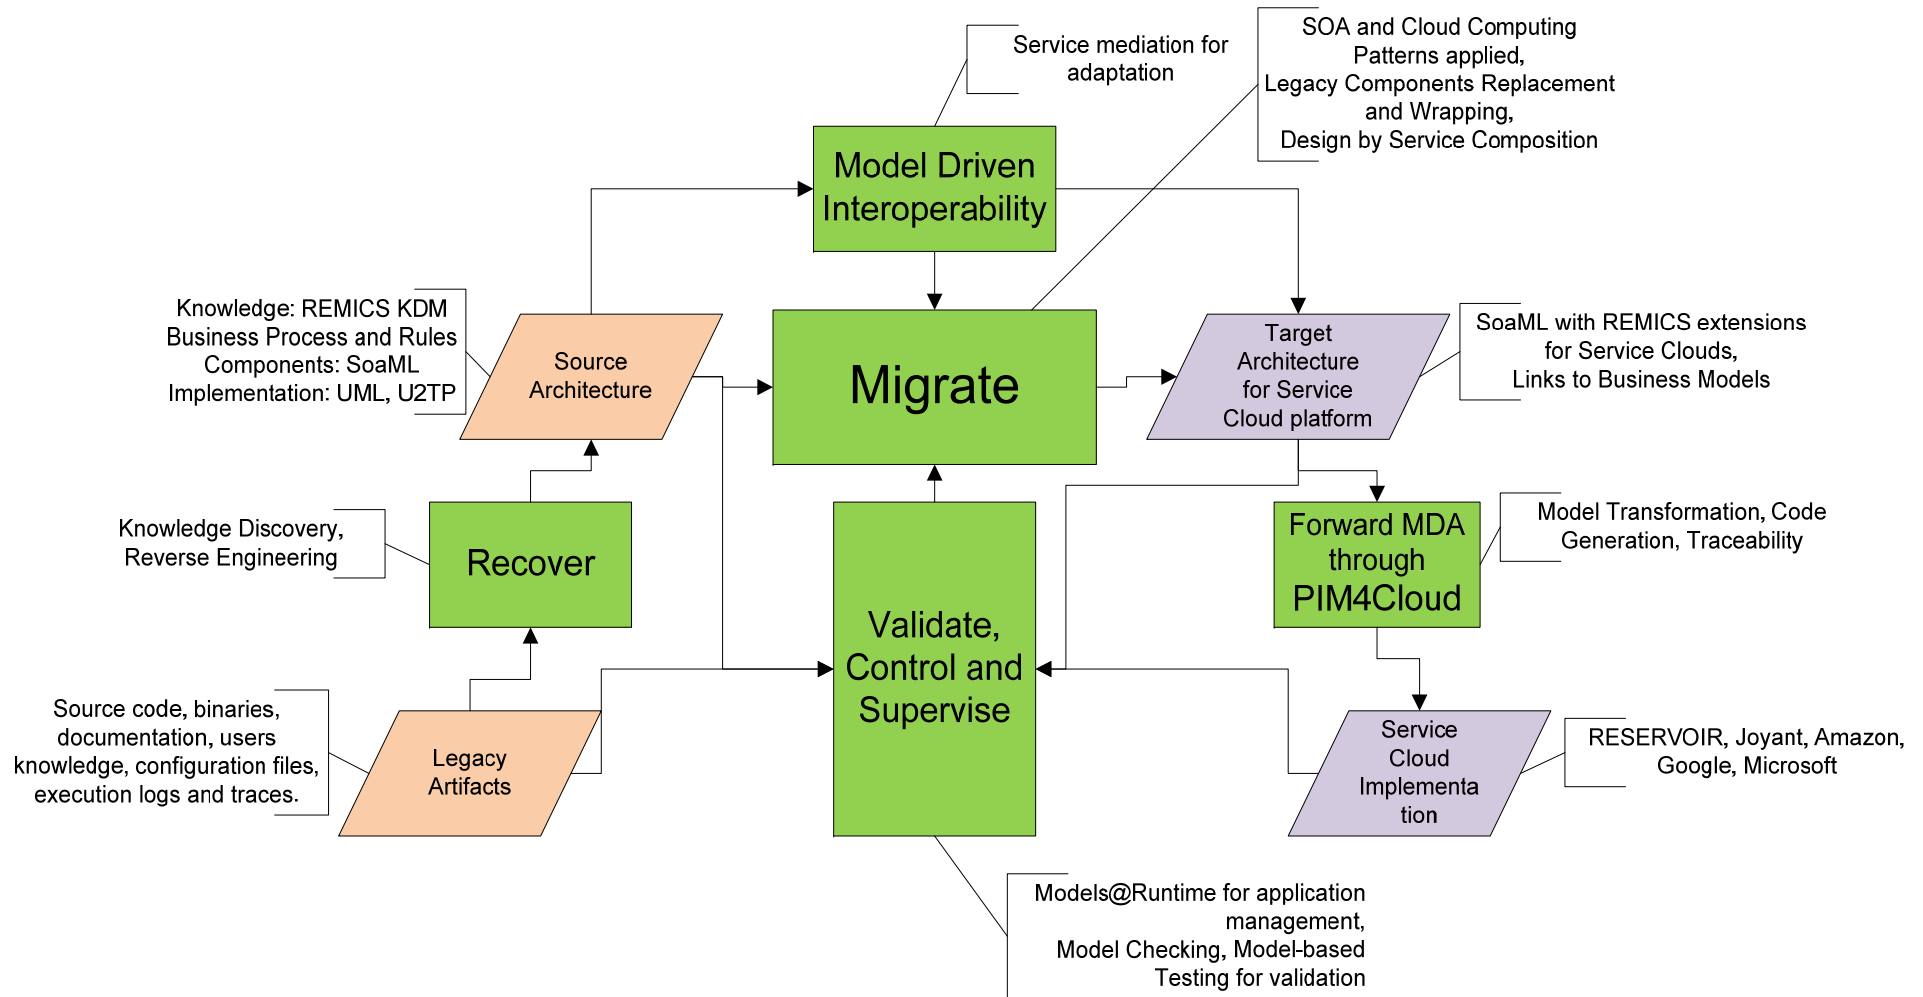 Service mediation for
adaptation
SOA and Cloud Computing
Patterns applied,
Legacy Components Replacement
and Wrapping,
Design by Service Composition
Model Driven
Interoperability
Knowledge: REMICS KDM
Business Process and Rules
Components: SoaML
Implementation: UML, U2TP
Source
Architecture
Migrate
Target
Architecture
for Service
Cloud platform
SoaML with REMICS extensions
for Service Clouds,
Links to Business Models
Knowledge Discovery,
Reverse Engineering
Recover
Validate,
Control and
Supervise
Forward MDA
through
PIM4Cloud
Model Transformation, Code
Generation, Traceability
Source code, binaries,
documentation, users
knowledge, configuration files,
execution logs and traces.
Legacy
Artifacts
Service
Cloud
Implementa
tion
RESERVOIR, Joyant, Amazon,
Google, Microsoft
Models@Runtime for application
management,
Model Checking, Model-based
Testing for validation